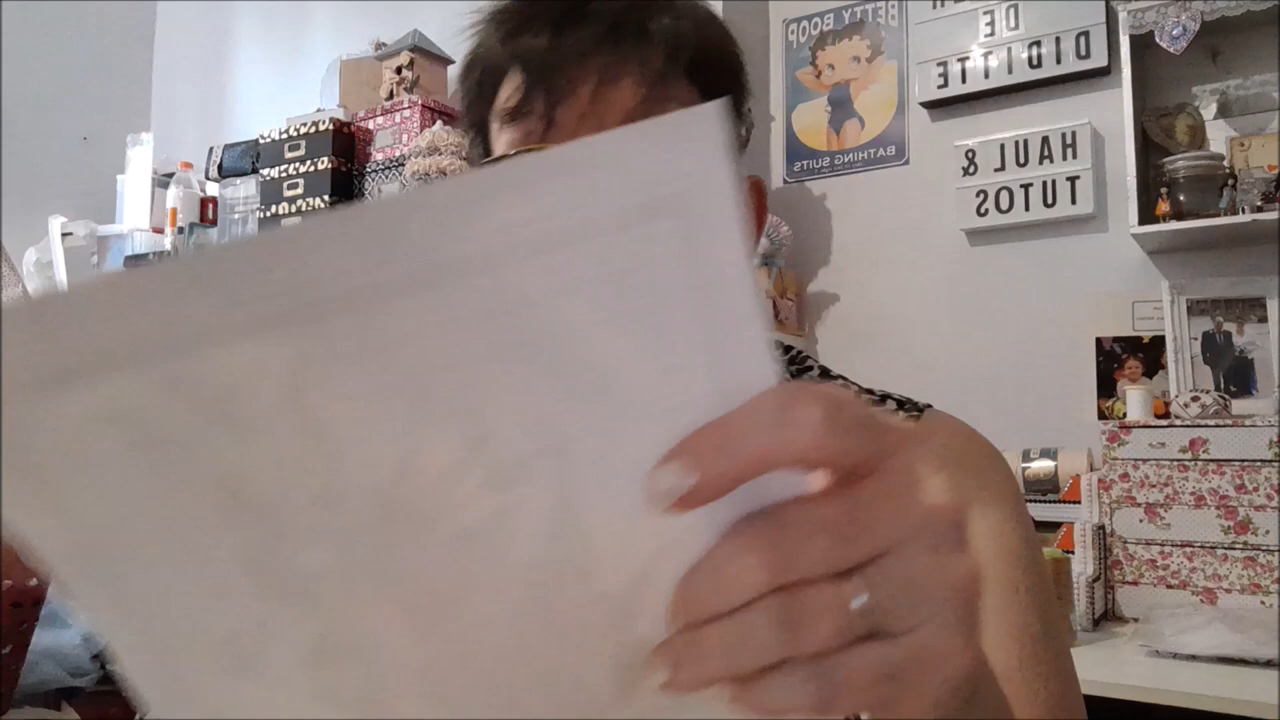 BETTY BOOP
BATHING SUITS
DE
DIDITTE
HAUL &
TUTOS